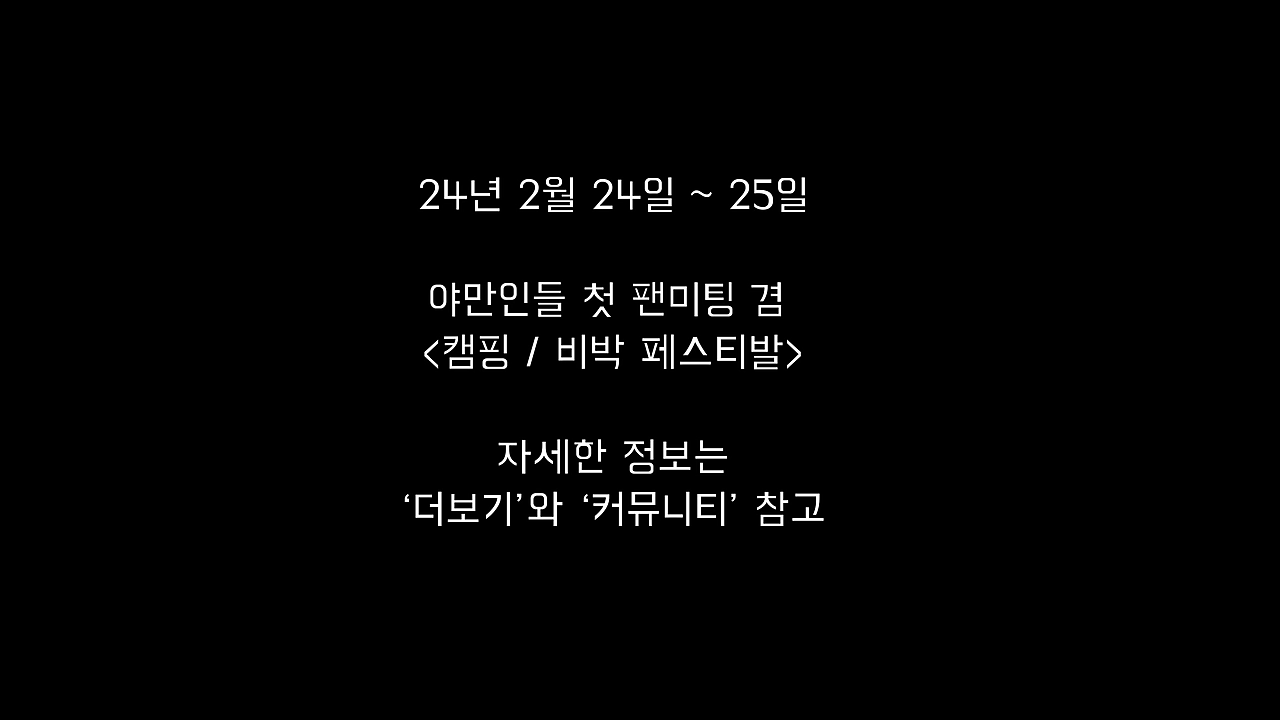 24년 2월 24일 ~ 25일
야만인들 첫 팬미팅 겸
<캠핑 / 비박 페스티발>
자세한 정보는
‘더보기’와 ‘커뮤니티’ 참고